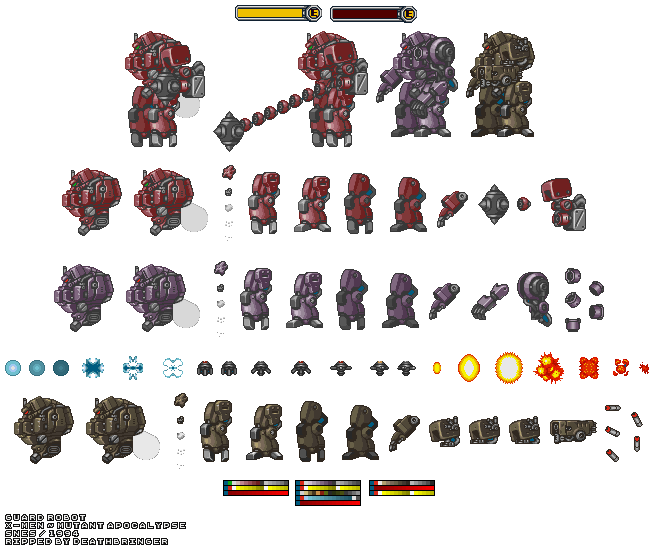 E
E
GUARD ROBOT
X-MEN ~ MUTANT APOCALYPSE
SNES / 1994
RIPPED BY DEATHBRINGER